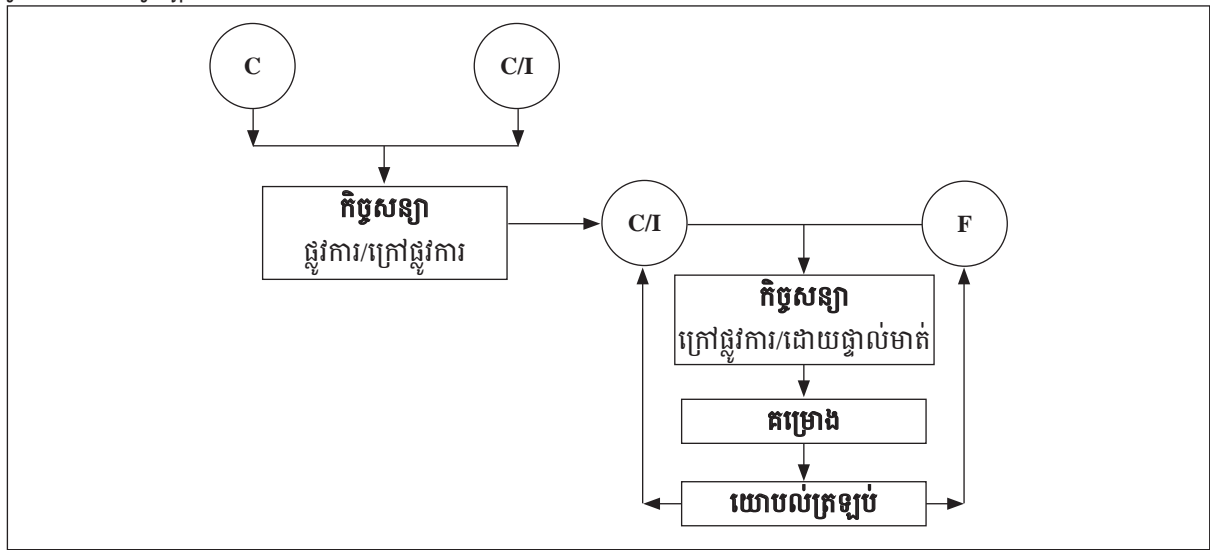 C
C/I
កិច្ចសន្យា
ផ្លូវការ/ក្រៅផ្លូវការ
C/I
F
កិច្ចសន្យា
ក្រៅផ្លូវការ/ដោយផ្ទាល់មាត់
គម្រោង
យោបល់ត្រឡប់